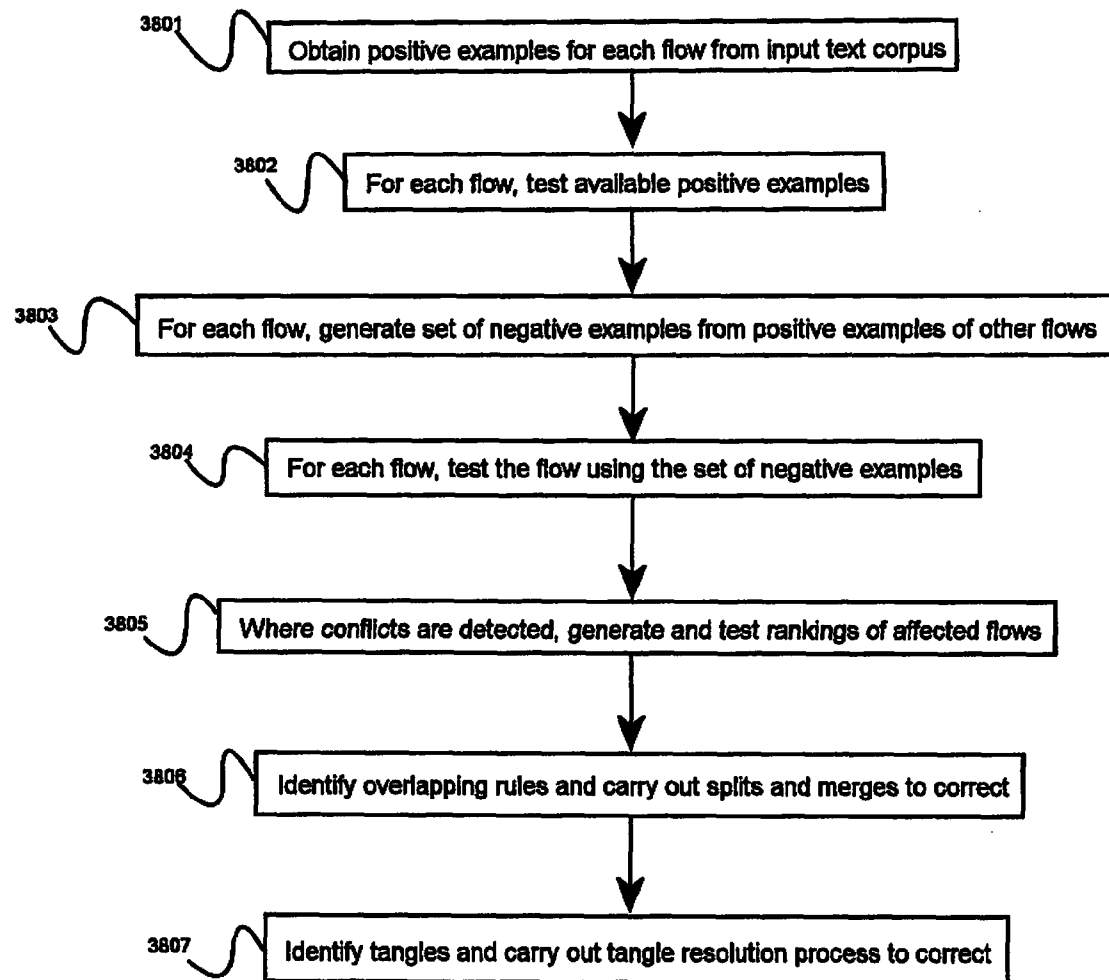 3801
Obtain positive examples for each flow from input text corpus
3802
For each flow, test available positive examples
3803
For each flow, generate set of negative examples from positive examples of other flows
3804
For each flow, test the flow using the set of negative examples
3805
Where conflicts are detected, generate and test rankings of affected flows
3806
Identify overlapping rules and carry out splits and merges to correct
3807
Identify tangles and carry out tangle resolution process to correct